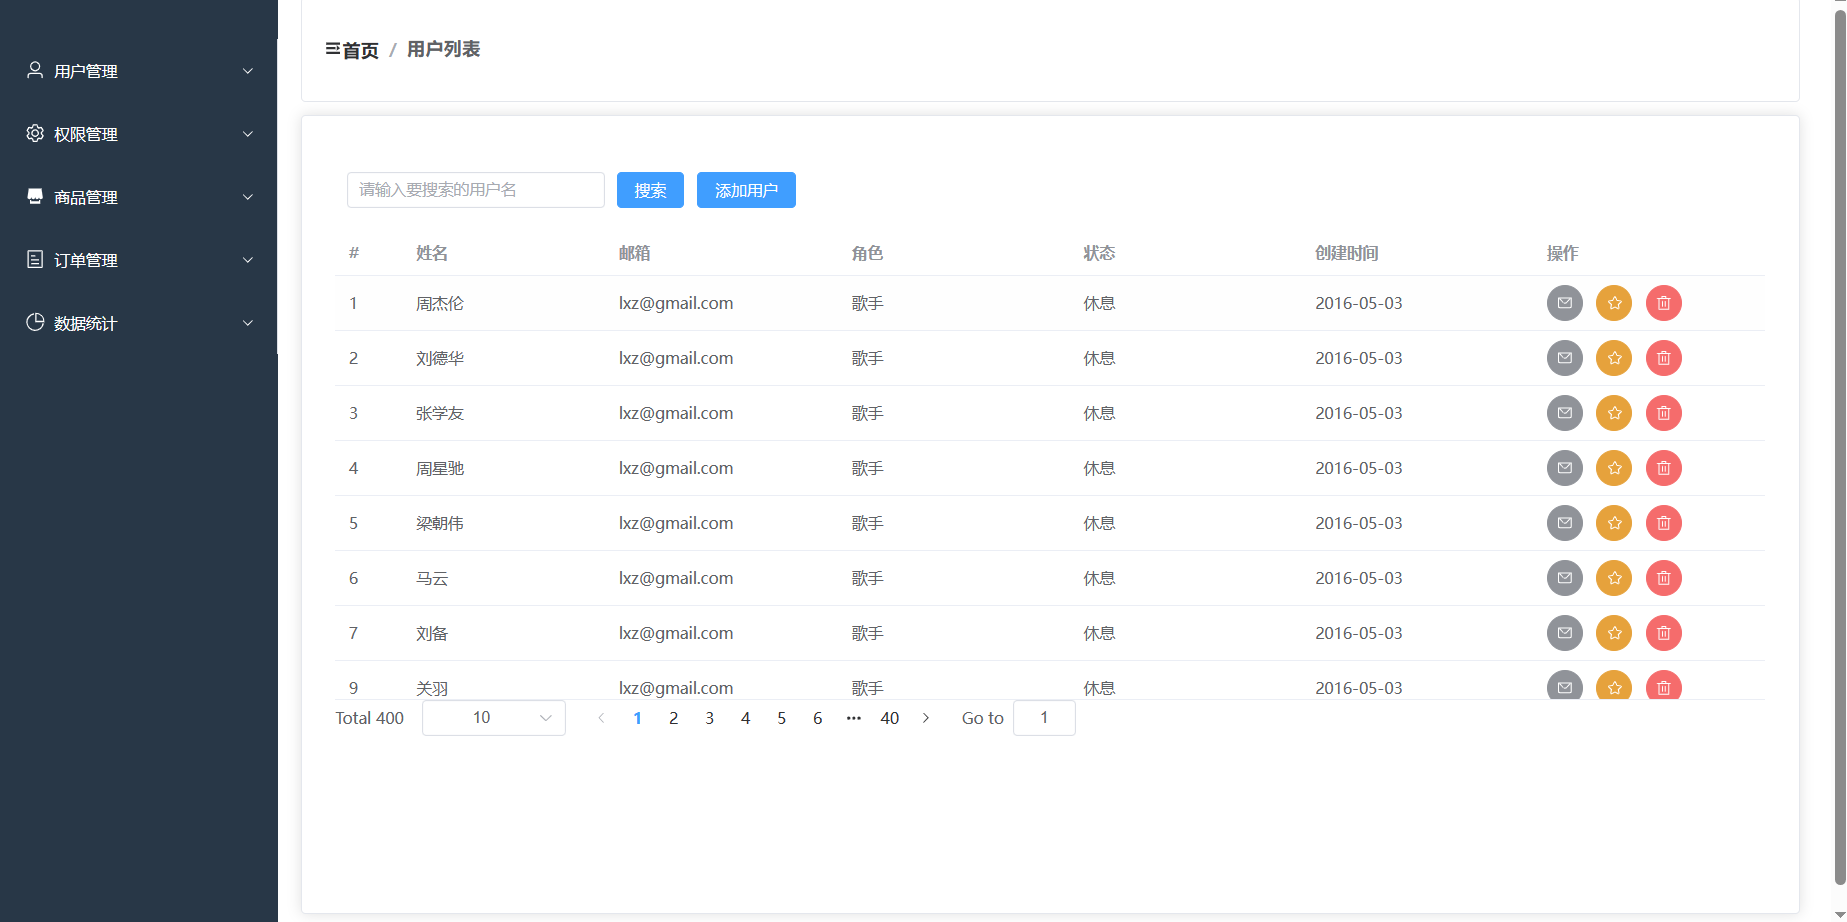 用户管理
权限管理
商品管理
订单管理
数据统计
首页 / 用户列表
请输入要搜索的用户名 搜索 添加用户
# 姓名 邮箱 角色 状态 创建时间 操作
1 周杰伦 lxz@gmail.com 歌手 休息 2016-05-03
2 刘德华 lxz@gmail.com 歌手 休息 2016-05-03
3 张学友 lxz@gmail.com 歌手 休息 2016-05-03
4 周星驰 lxz@gmail.com 歌手 休息 2016-05-03
5 梁朝伟 lxz@gmail.com 歌手 休息 2016-05-03
6 马云 lxz@gmail.com 歌手 休息 2016-05-03
7 刘备 lxz@gmail.com 歌手 休息 2016-05-03
9 关羽 lxz@gmail.com 歌手 休息 2016-05-03
Total 400 10 1 2 3 4 5 6 ••• 40 Go to 1